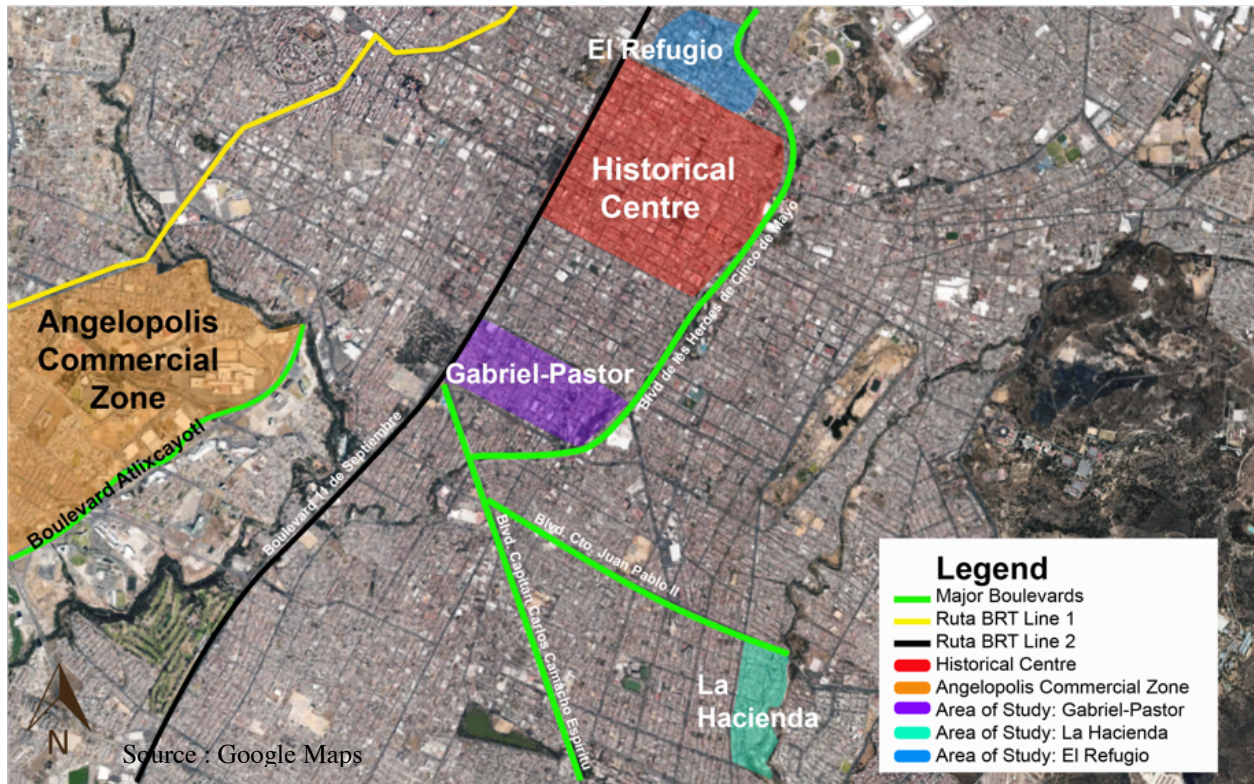 El Refugio
Historical
Centre
Angelopolis
Commercial
Zone
Gabriel-Pastor
Blvd de les Heroes de Cinco de Mayo
Boulevard Atlixcayotl
Boulevard 11 de Septiembre
Blvd. Cto. Juan Pablo II
Blvd. Capitán Carlos Camacho Espiritu
La
Hacienda
N
Source : Google Maps
Legend
Major Boulevards
Ruta BRT Line 1
Ruta BRT Line 2
Historical Centre
Angelopolis Commercial Zone
Area of Study: Gabriel-Pastor
Area of Study: La Hacienda
Area of Study: El Refugio